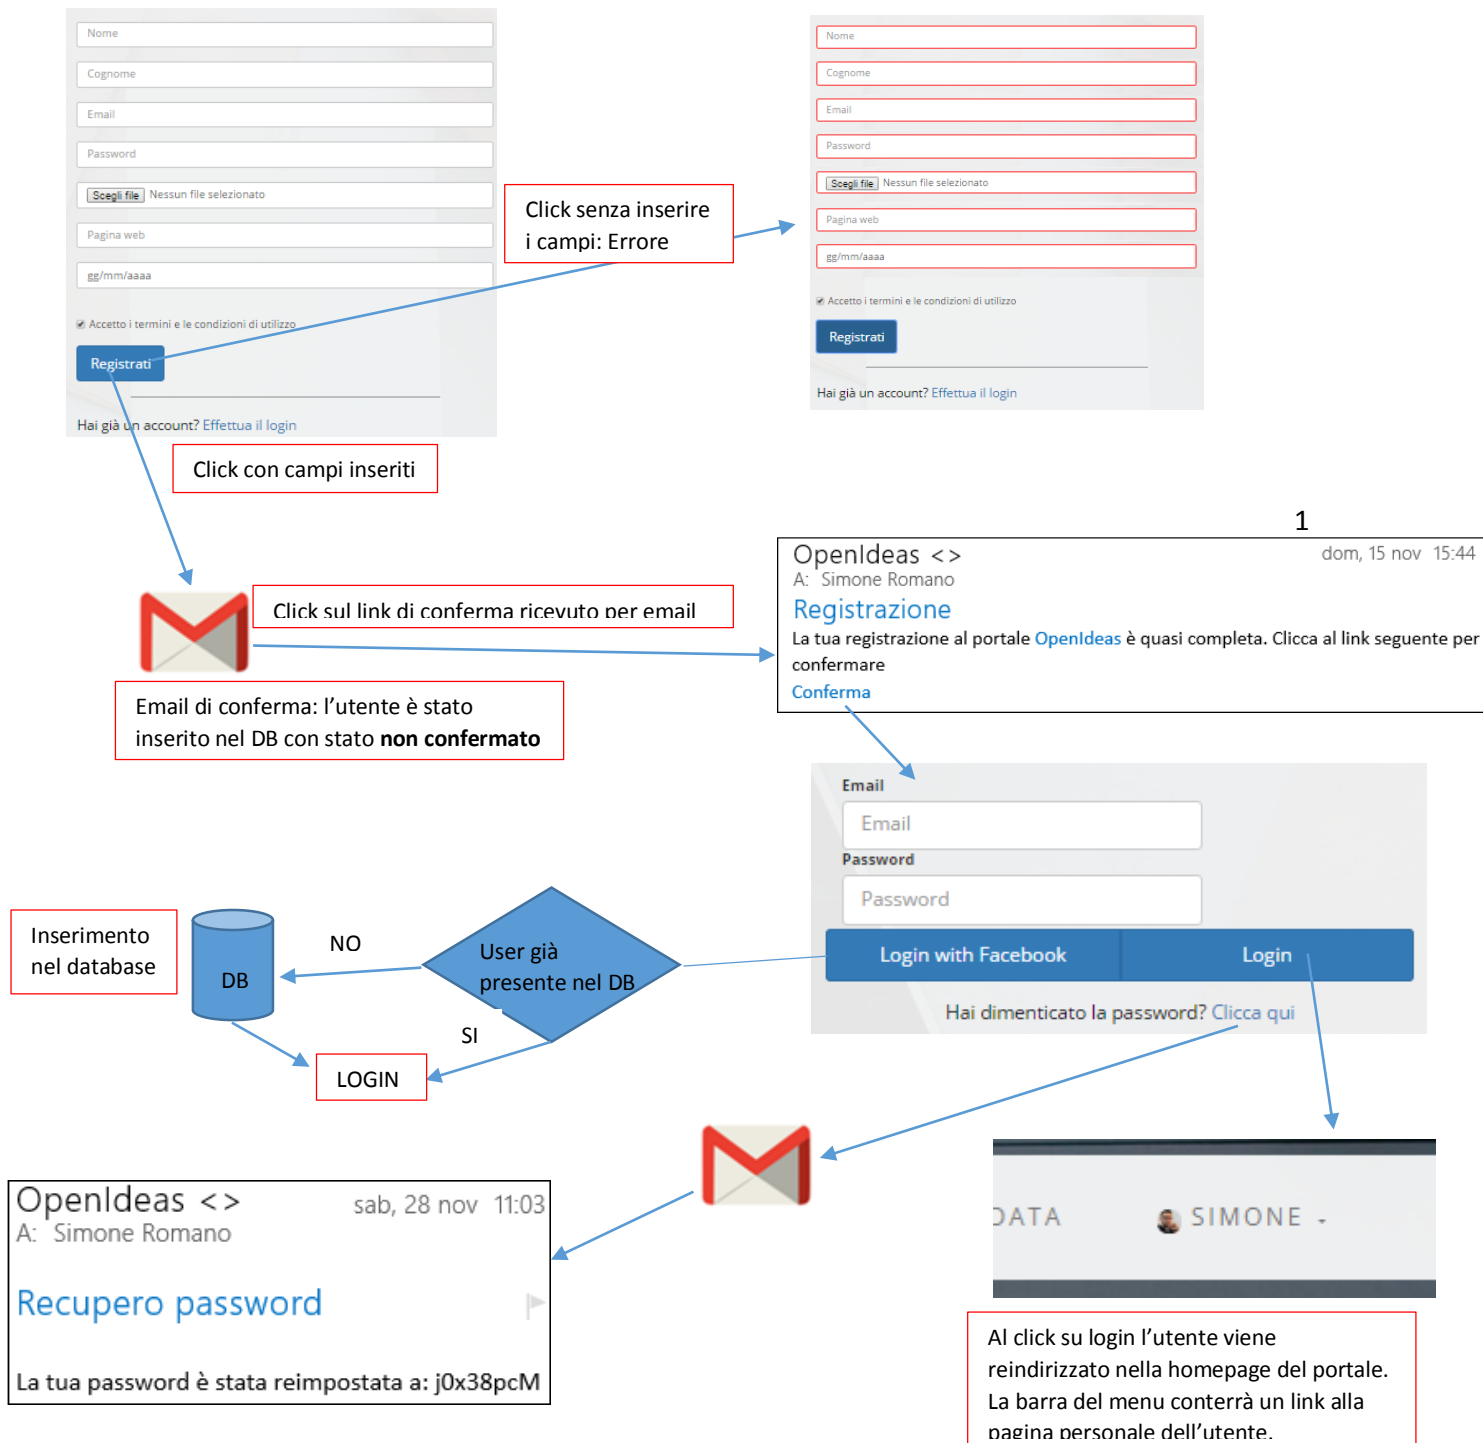 Nome
Cognome
Email
Password
Scegli file Nessun file selezionato
Pagina web
gg/mm/aaaa
Accetto i termini e le condizioni di utilizzo
Registrati
Hai già un account? Effettua il login
Nome
Cognome
Email
Password
Scegli file Nessun file selezionato
Pagina web
gg/mm/aaaa
Accetto i termini e le condizioni di utilizzo
Registrati
Hai già un account? Effettua il login
Click senza inserire
i campi: Errore
Click con campi inseriti
1
OpenIdeas <> dom, 15 nov 15:44
A: Simone Romano
Registrazione
La tua registrazione al portale OpenIdeas è quasi completa. Clicca al link seguente per
confermare
Conferma
Click sul link di conferma ricevuto per email
Email di conferma: l’utente è stato
inserito nel DB con stato non confermato
Email
Email
Password
Password
Login with Facebook Login
Hai dimenticato la password? Clicca qui
Inserimento
nel database
DB
NO
User già
presente nel DB
SI
LOGIN
OpenIdeas <> sab, 28 nov 11:03
A: Simone Romano
Recupero password
La tua password è stata reimpostata a: j0x38pcM
DATA SIMONE
Al click su login l’utente viene
reindirizzato nella homepage del portale.
La barra del menu conterrà un link alla
pagina personale dell’utente.